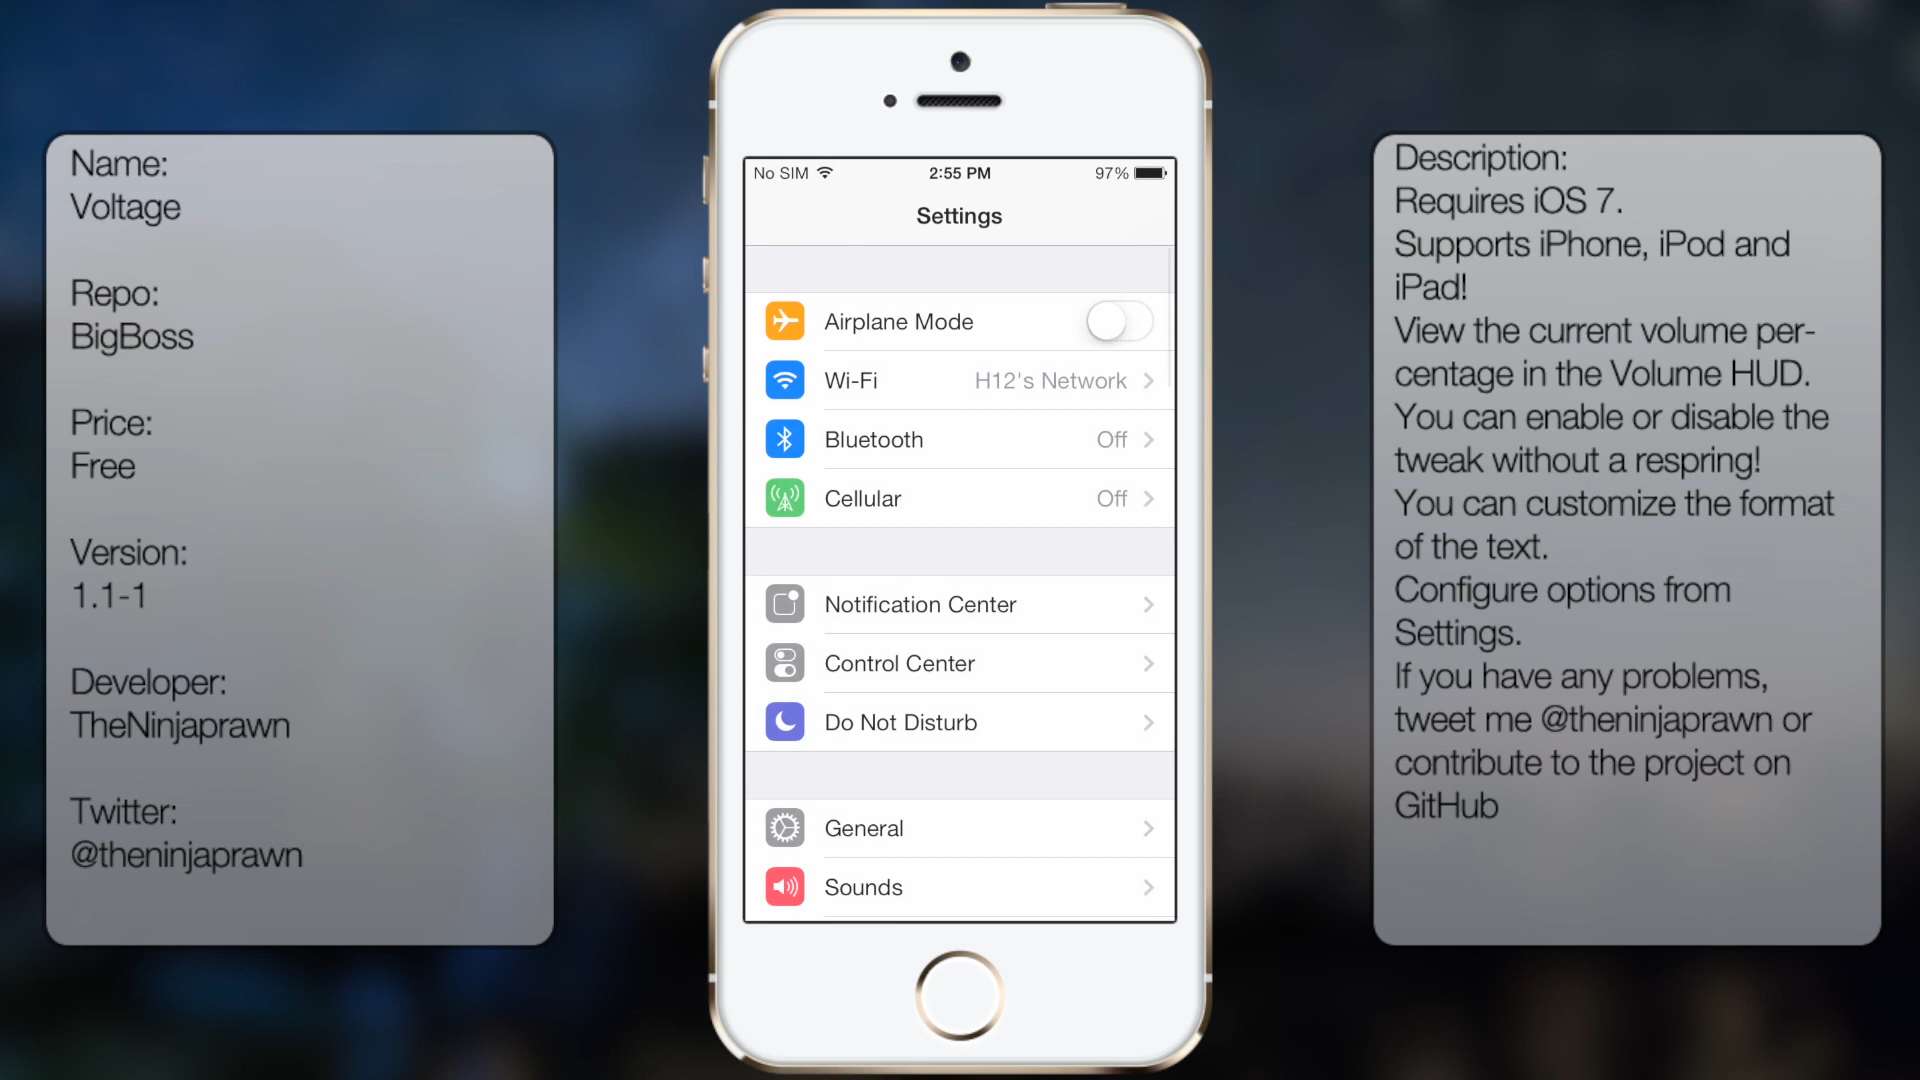 Name:
Voltage
Repo:
BigBoss
Price:
Free
Version:
1.1-1
Developer:
TheNinjaprawn
Twitter:
@theninjaprawn
No SIM 2:55 PM 97%
Settings
Airplane Mode
Wi-Fi H12's Network
Bluetooth Off
Cellular Off
Notification Center
Control Center
Do Not Disturb
General
Sounds
Description:
Requires iOS 7.
Supports iPhone, iPod and
iPad!
View the current volume per-
centage in the Volume HUD.
You can enable or disable the
tweak without a respring!
You can customize the format
of the text.
Configure options from
Settings.
If you have any problems,
tweet me @theninjaprawn or
contribute to the project on
GitHub